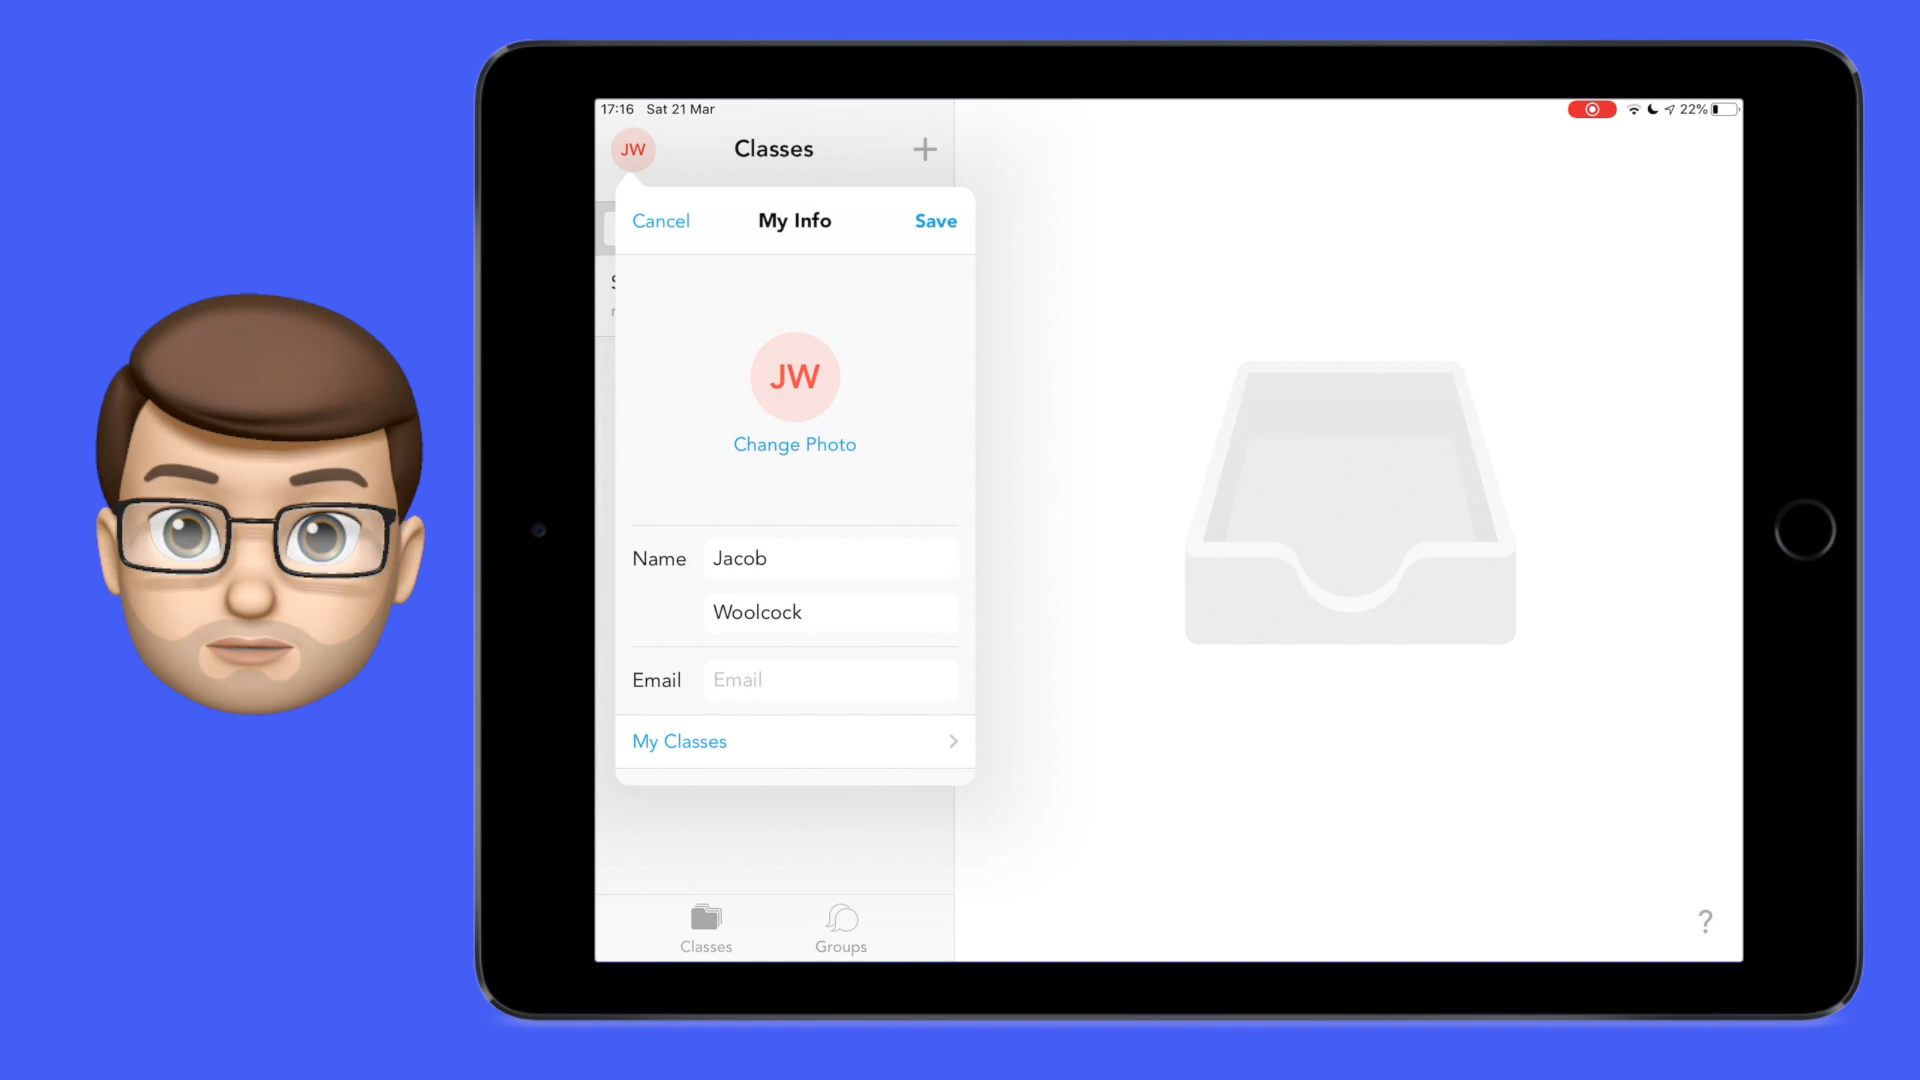 17:16 Sat 21 Mar
22%
JW
Classes
Cancel
My Info
Save
JW
Change Photo
Name
Jacob
Woolcock
Email
Email
My Classes
Classes
Groups
?